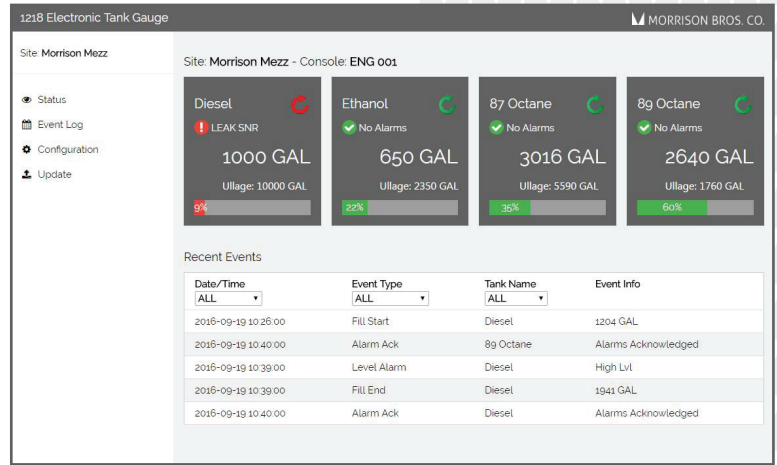 1218 Electronic Tank Gauge
MORRISON BROS. CO.
Site: Morrison Mezz
Status
Event Log
Configuration
Update
Site: Morrison Mezz - Console: ENG 001
Diesel
LEAK SNR
1000 GAL
Ullage: 10000 GAL
9%
Ethanol
No Alarms
650 GAL
Ullage: 2350 GAL
22%
87 Octane
No Alarms
3016 GAL
Ullage: 5590 GAL
35%
89 Octane
No Alarms
2640 GAL
Ullage: 1760 GAL
60%
Recent Events
Date/Time Event Type Tank Name Event Info
ALL ALL ALL
2016-09-19 10:26:00 Fill Start Diesel 1204 GAL
2016-09-19 10:40:00 Alarm Ack 89 Octane Alarms Acknowledged
2016-09-19 10:39:00 Level Alarm Diesel High Lvl
2016-09-19 10:39:00 Fill End Diesel 1941 GAL
2016-09-19 10:40:00 Alarm Ack Diesel Alarms Acknowledged